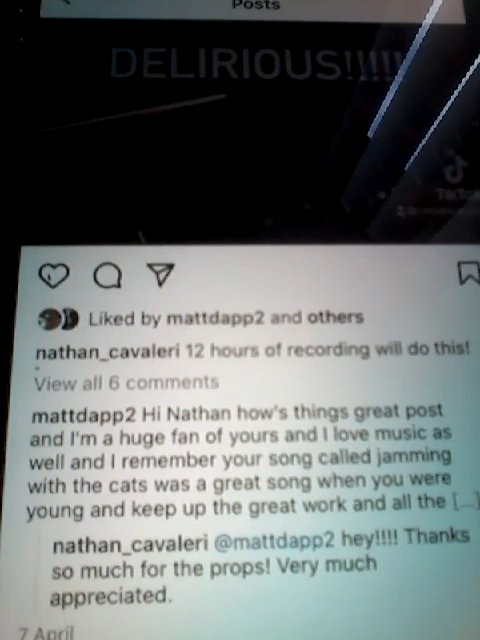 Posts
DELIRIOUS!!!!!
TikTok
Liked by mattdapp2 and others
nathan_cavaleri 12 hours of recording will do this!
View all 6 comments
mattdapp2 Hi Nathan how's things great post
and I'm a huge fan of yours and I love music as
well and I remember your song called jamming
with the cats was a great song when you were
young and keep up the great work and all the [...]
nathan_cavaleri @mattdapp2 hey!!!! Thanks
so much for the props! Very much
appreciated.
7 April